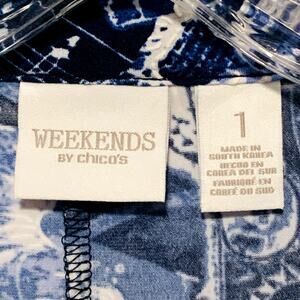 WEEKENDS
BY chico's
1
MADE IN
SOUTH KOREA
HECHO EN
COREA DEL SUR
FABRIQUÉ EN
CORÉE DU SUD